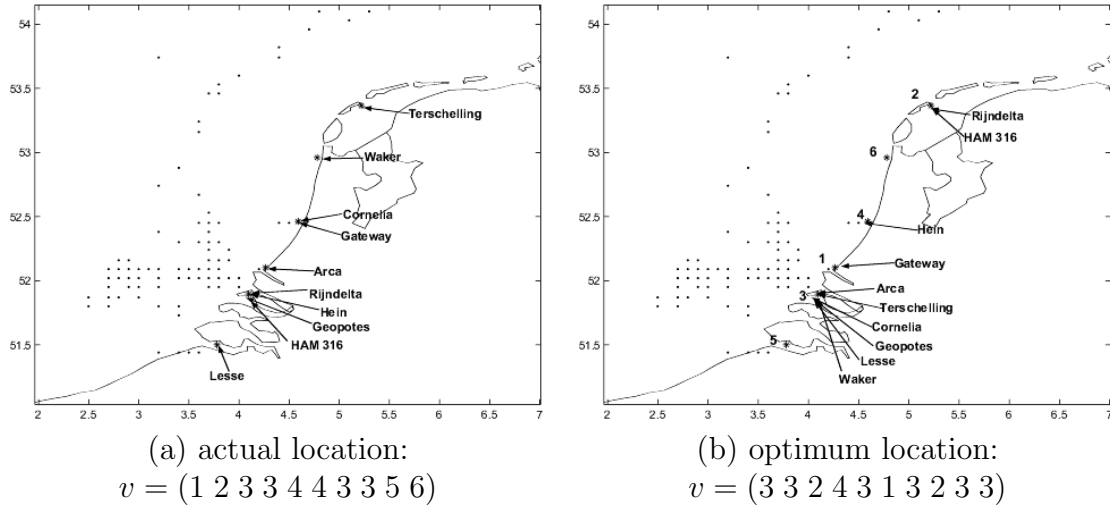 54
53.5
53
52.5
52
51.5
2
2.5
3
3.5
4
4.5
5
5.5
6
6.5
7
Terschelling
Waker
Cornelia
Gateway
Arca
Rijndelta
Hein
Geopotes
HAM 316
Lesse
(a) actual location:
v = (1 2 3 3 4 4 3 3 5 6)
54
53.5
53
52.5
52
51.5
2
2.5
3
3.5
4
4.5
5
5.5
6
6.5
7
2
Rijndelta
HAM 316
6
4
Hein
1
Gateway
Arca
3
Terschelling
Cornelia
Geopotes
5
Lesse
Waker
(b) optimum location:
v = (3 3 2 4 3 1 3 2 3 3)